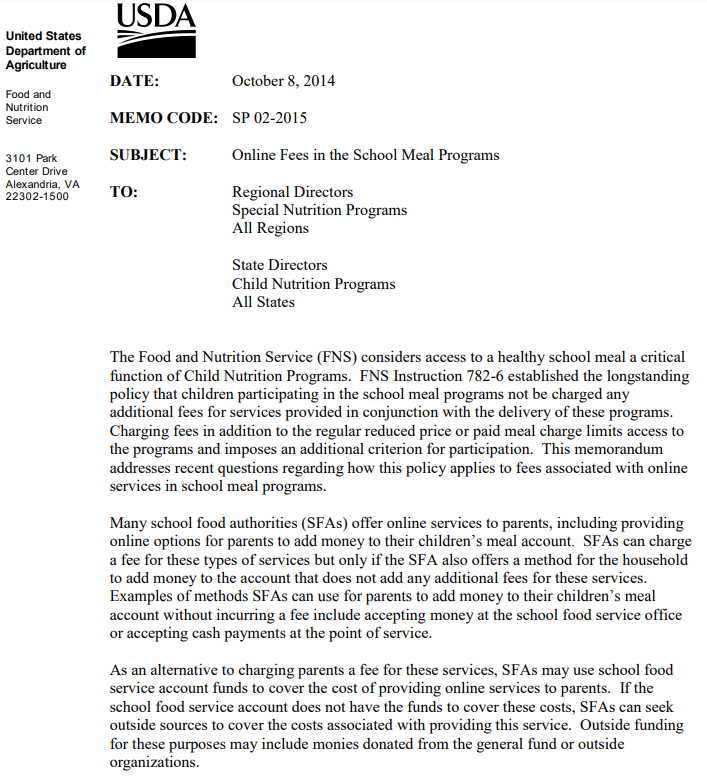 USDA
United States
Department of
Agriculture
Food and
Nutrition
Service
3101 Park
Center Drive
Alexandria, VA
22302-1500
DATE: October 8, 2014
MEMO CODE: SP 02-2015
SUBJECT: Online Fees in the School Meal Programs
TO: Regional Directors
Special Nutrition Programs
All Regions
State Directors
Child Nutrition Programs
All States
The Food and Nutrition Service (FNS) considers access to a healthy school meal a critical
function of Child Nutrition Programs. FNS Instruction 782-6 established the longstanding
policy that children participating in the school meal programs not be charged any
additional fees for services provided in conjunction with the delivery of these programs.
Charging fees in addition to the regular reduced price or paid meal charge limits access to
the programs and imposes an additional criterion for participation. This memorandum
addresses recent questions regarding how this policy applies to fees associated with online
services in school meal programs.
Many school food authorities (SFAs) offer online services to parents, including providing
online options for parents to add money to their children's meal account. SFAs can charge
a fee for these types of services but only if the SFA also offers a method for the household
to add money to the account that does not add any additional fees for these services.
Examples of methods SFAs can use for parents to add money to their children's meal
account without incurring a fee include accepting money at the school food service office
or accepting cash payments at the point of service.
As an alternative to charging parents a fee for these services, SFAs may use school food
service account funds to cover the cost of providing online services to parents. If the
school food service account does not have the funds to cover these costs, SFAs can seek
outside sources to cover the costs associated with providing this service. Outside funding
for these purposes may include monies donated from the general fund or outside
organizations.